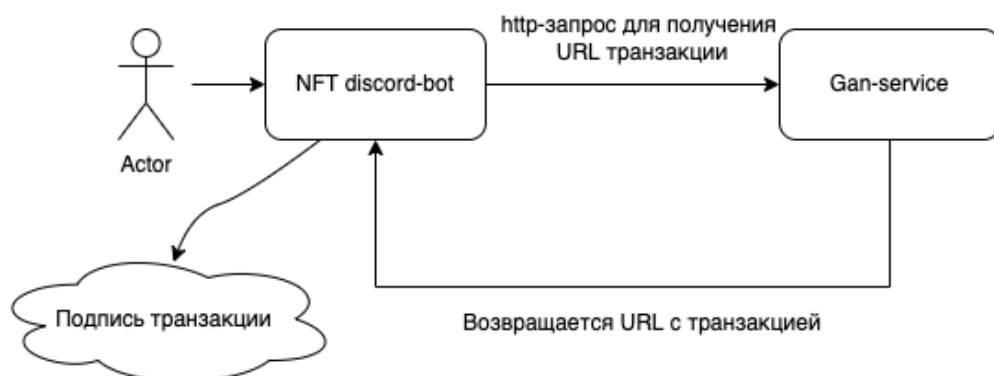 http-запрос для получения
URL транзакции
NFT discord-bot
Gan-service
Actor
Подпись транзакции
Возвращается URL с транзакцией